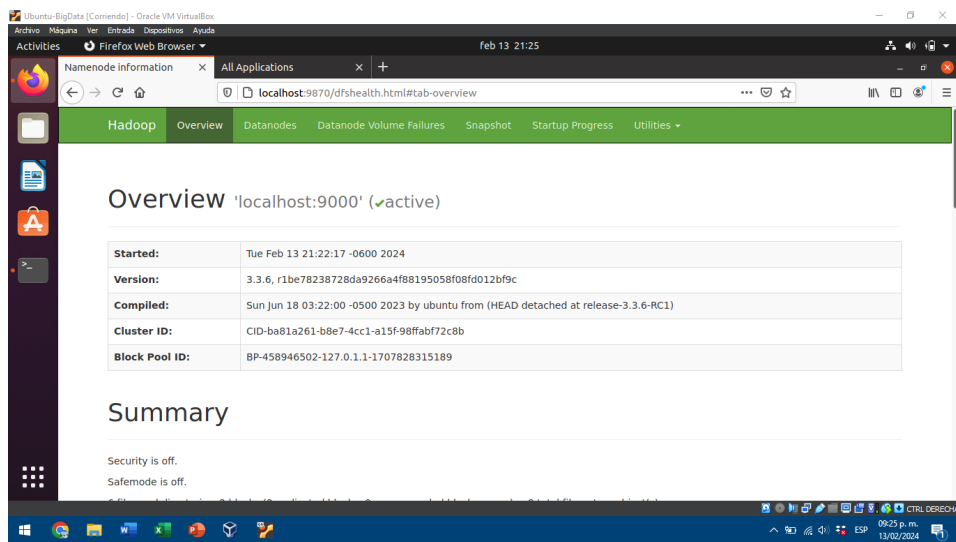 Ubuntu-BigData [Corriendo] - Oracle VM VirtualBox
Archivo Máquina Ver Entrada Dispositivos Ayuda
Activities Firefox Web Browser feb 13 21:25
Namenode information All Applications
localhost:9870/dfshealth.html#tab-overview
Hadoop Overview Datanodes Datanode Volume Failures Snapshot Startup Progress Utilities
Overview 'localhost:9000' (✔active)
Started: Tue Feb 13 21:22:17 -0600 2024
Version: 3.3.6, r1be78238728da9266a4f88195058f08fd012bf9c
Compiled: Sun Jun 18 03:22:00 -0500 2023 by ubuntu from (HEAD detached at release-3.3.6-RC1)
Cluster ID: CID-ba81a261-b8e7-4cc1-a15f-98ffabf72c8b
Block Pool ID: BP-458946502-127.0.1.1-1707828315189
Summary
Security is off.
Safemode is off.
CTRL DERECHA
ESP 09:25 p. m.
13/02/2024